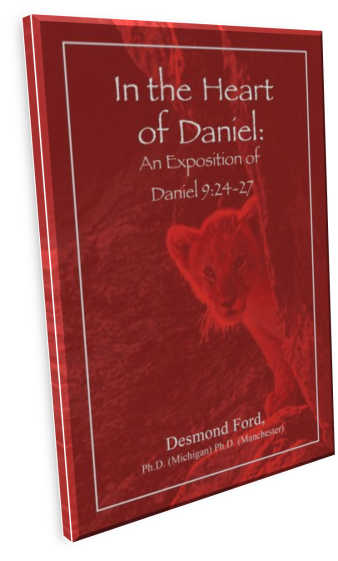 In the Heart
of Daniel:
An Exposition of
Daniel 9:24-27
Desmond Ford,
Ph.D. (Michigan) Ph.D. (Manchester)